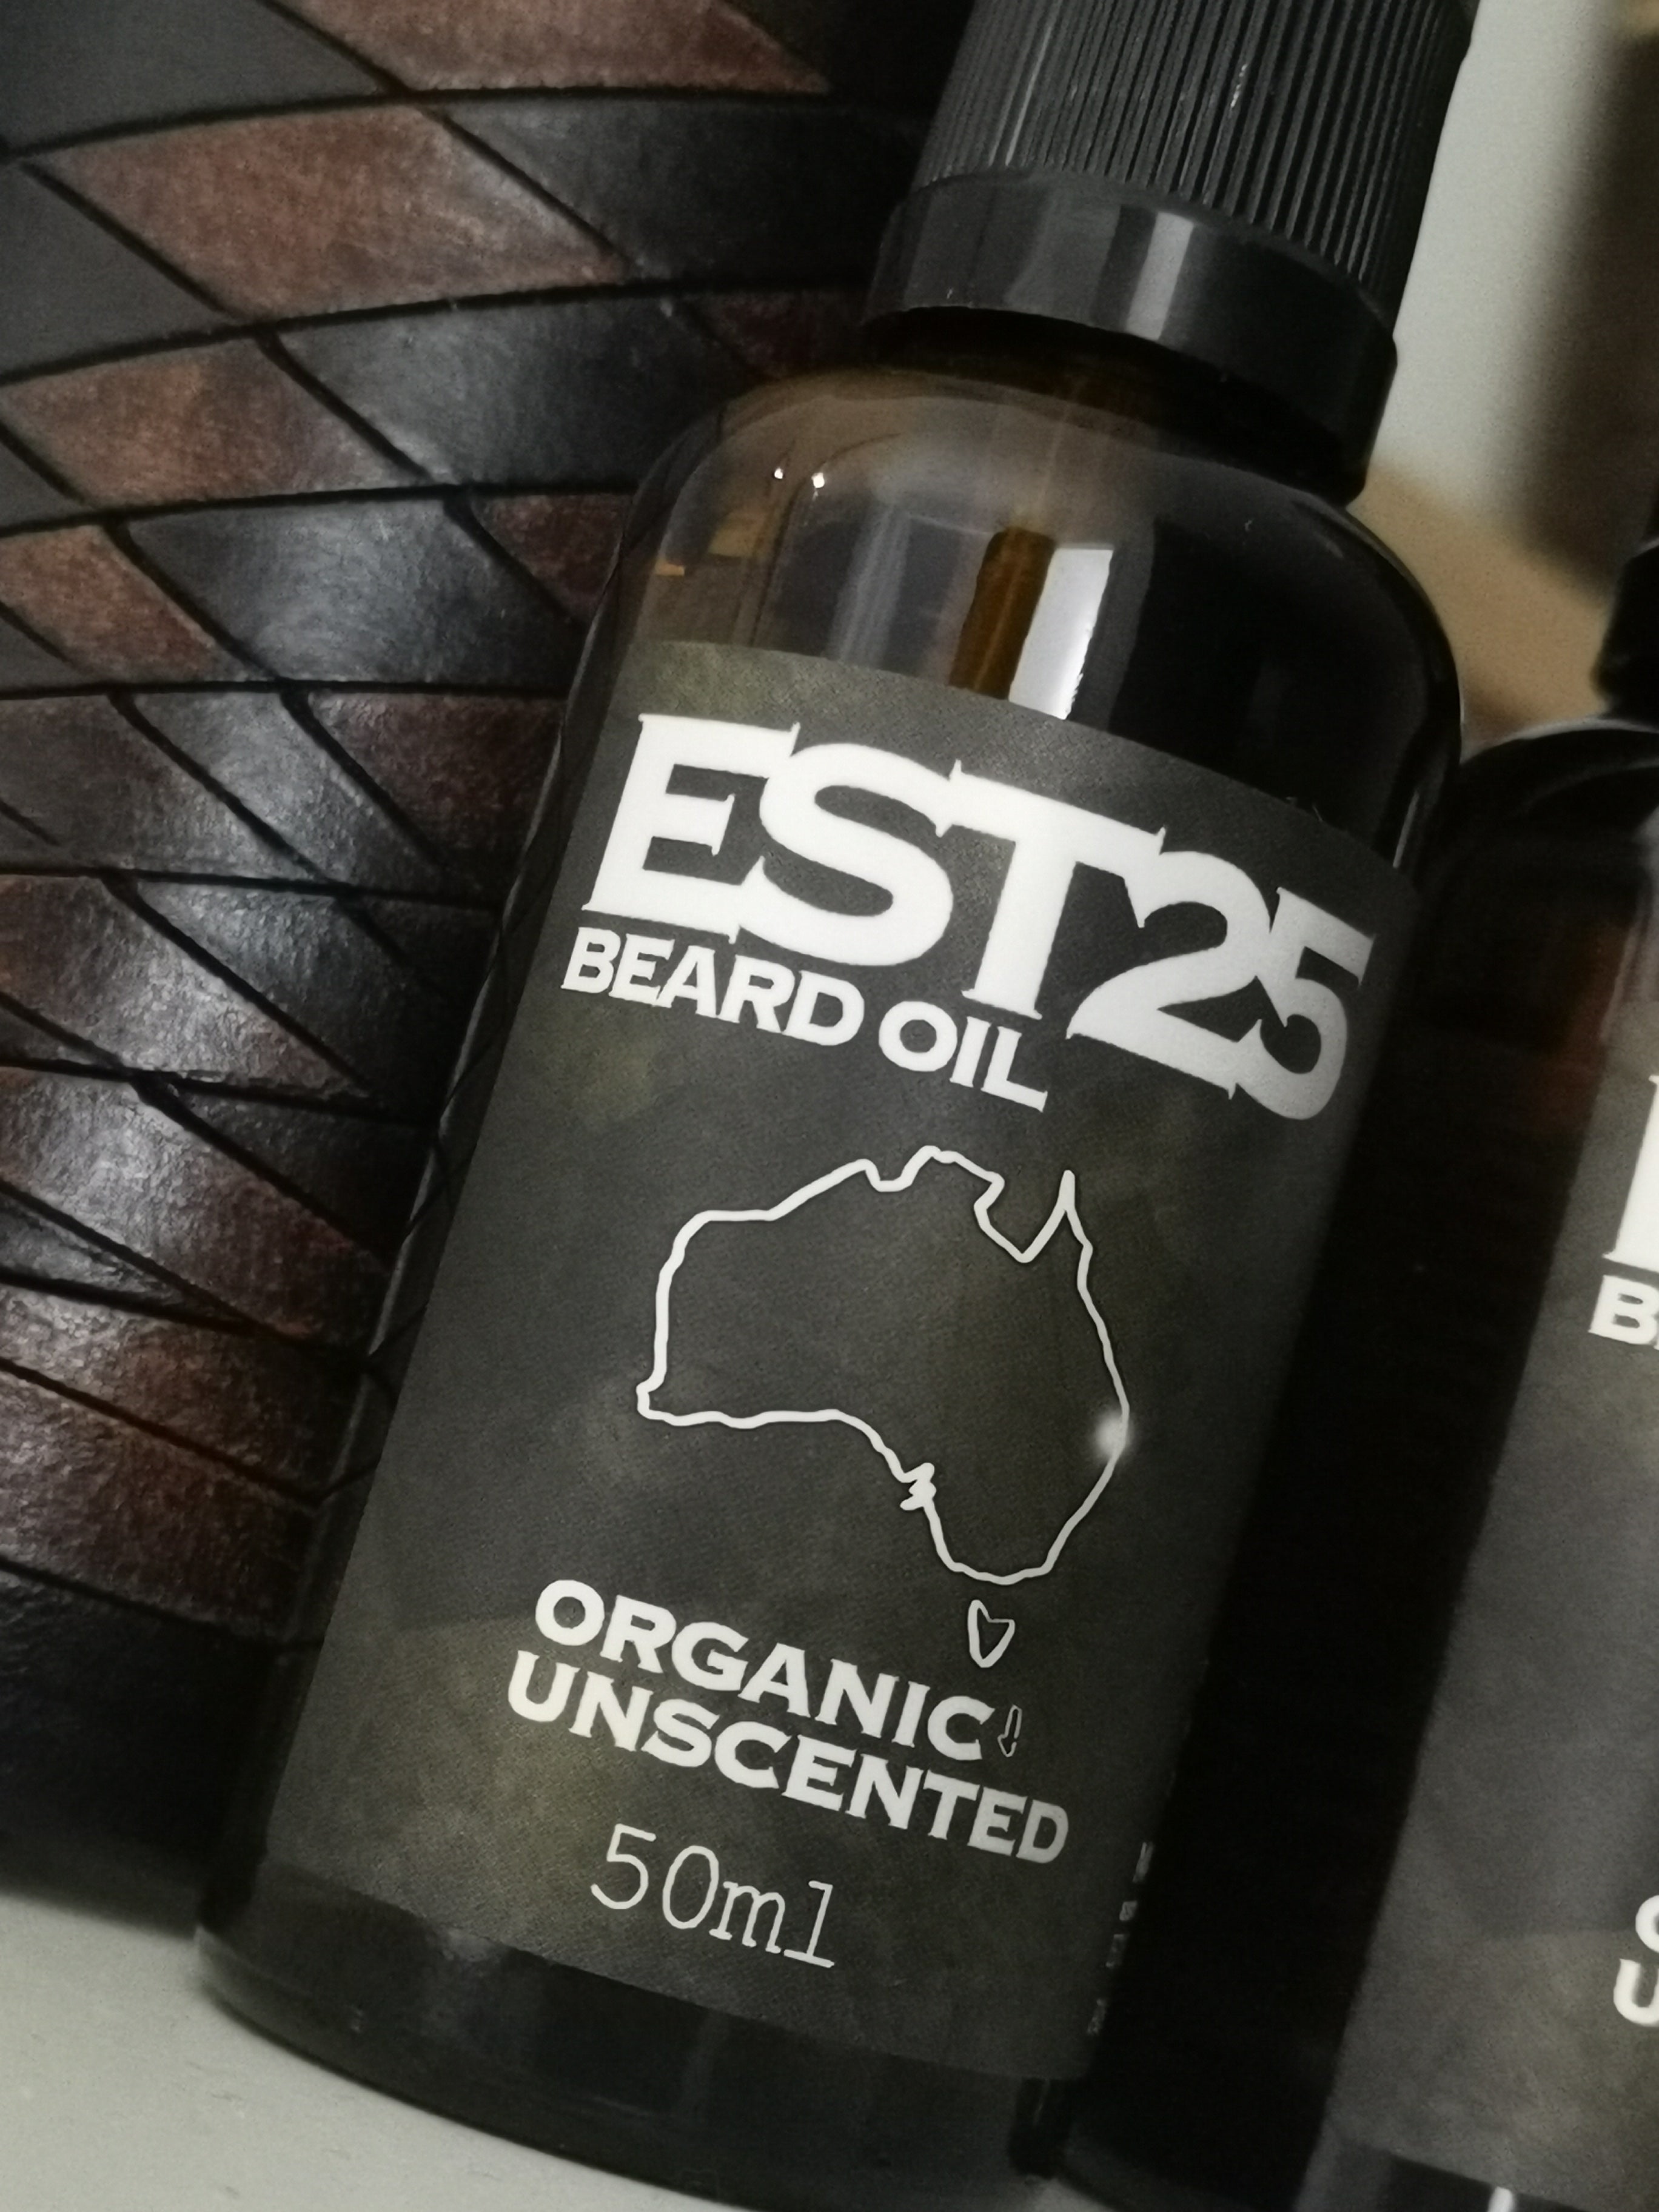 EST25
BEARD OIL
ORGANIC
UNSCENTED
50ml